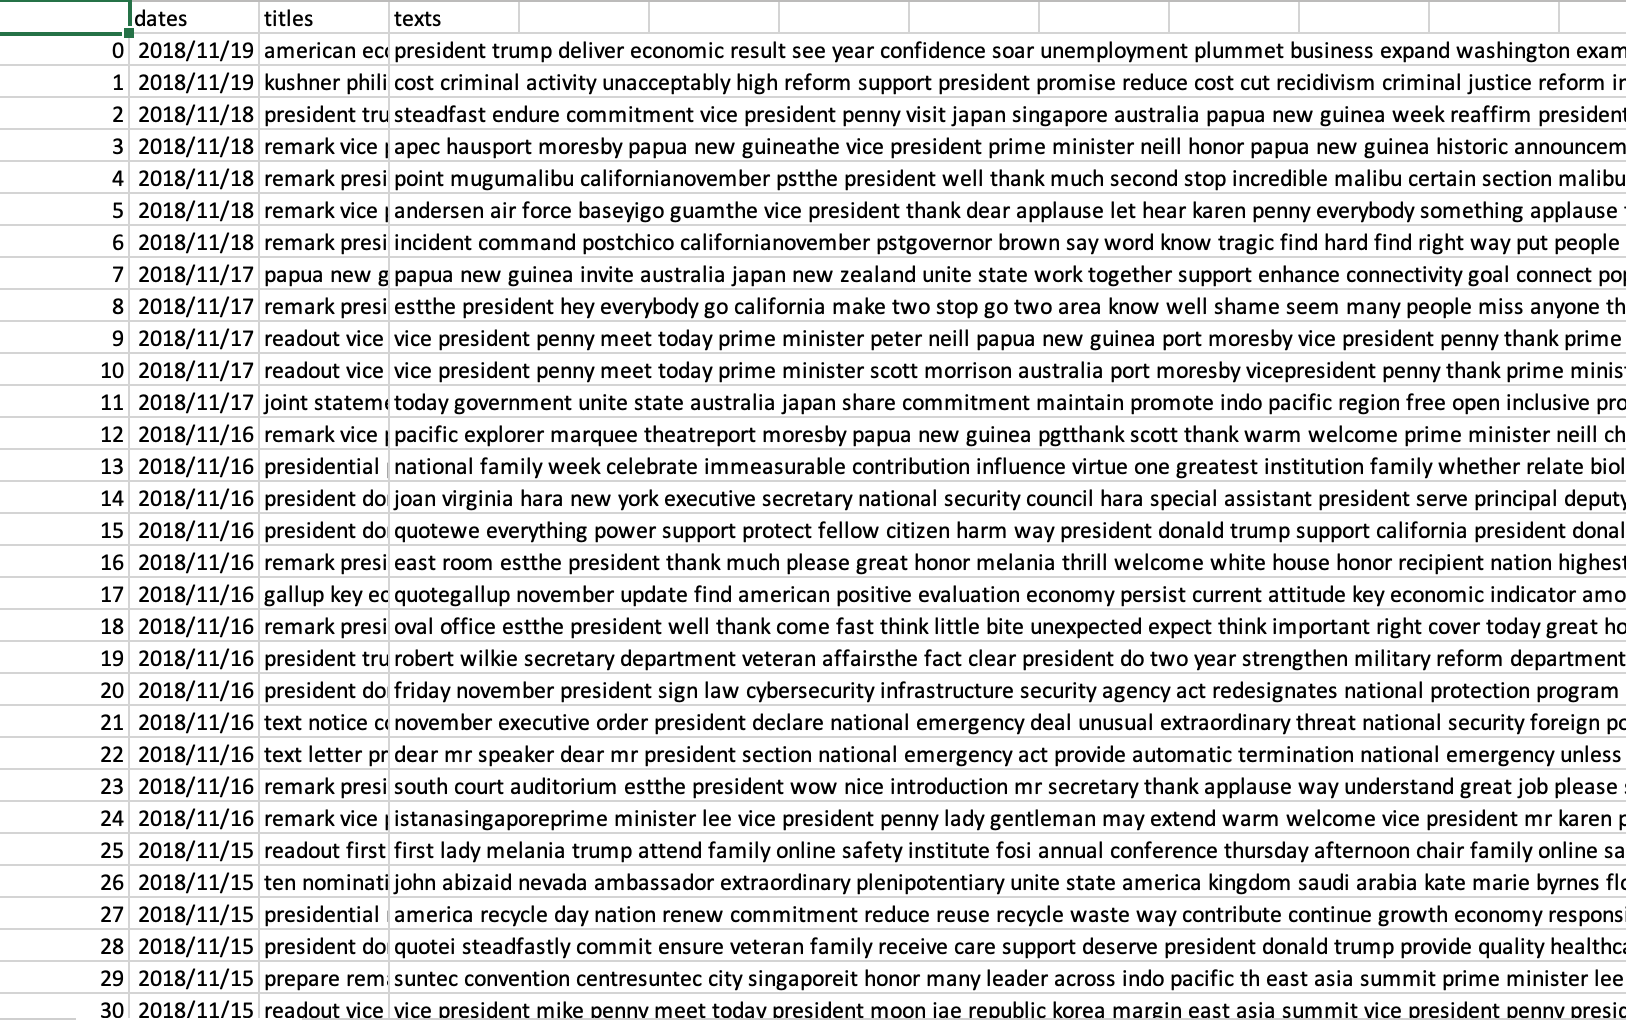 dates titles texts
0 2018/11/19 american eco president trump deliver economic result see year confidence soar unemployment plummet business expand washington exam
1 2018/11/19 kushner phili cost criminal activity unacceptably high reform support president promise reduce cost cut recidivism criminal justice reform in
2 2018/11/18 president tru steadfast endure commitment vice president penny visit japan singapore australia papua new guinea week reaffirm president
3 2018/11/18 remark vice p apec hausport moresby papua new guineathe vice president prime minister neill honor papua new guinea historic announcem
4 2018/11/18 remark presi point mugumalibu californianovember pstthe president well thank much second stop incredible malibu certain section malibu
5 2018/11/18 remark vice p andersen air force baseyigo guamthe vice president thank dear applause let hear karen penny everybody something applause
6 2018/11/18 remark presi incident command postchico californianovember pstgovernor brown say word know tragic find hard find right way put people
7 2018/11/17 papua new g papua new guinea invite australia japan new zealand unite state work together support enhance connectivity goal connect pop
8 2018/11/17 remark presi estthe president hey everybody go california make two stop go two area know well shame seem many people miss anyone th
9 2018/11/17 readout vice vice president penny meet today prime minister peter neill papua new guinea port moresby vice president penny thank prime
10 2018/11/17 readout vice vice president penny meet today prime minister scott morrison australia port moresby vicepresident penny thank prime minist
11 2018/11/17 joint stateme today government unite state australia japan share commitment maintain promote indo pacific region free open inclusive pro
12 2018/11/16 remark vice p pacific explorer marquee theatreport moresby papua new guinea pgtthank scott thank warm welcome prime minister neill ch
13 2018/11/16 presidential national family week celebrate immeasurable contribution influence virtue one greatest institution family whether relate biol
14 2018/11/16 president do joan virginia hara new york executive secretary national security council hara special assistant president serve principal deputy
15 2018/11/16 president do quotewe everything power support protect fellow citizen harm way president donald trump support california president donal
16 2018/11/16 remark presi east room estthe president thank much please great honor melania thrill welcome white house honor recipient nation highest
17 2018/11/16 gallup key ec quotegallup november update find american positive evaluation economy persist current attitude key economic indicator amo
18 2018/11/16 remark presi oval office estthe president well thank come fast think little bite unexpected expect think important right cover today great ho
19 2018/11/16 president tru robert wilkie secretary department veteran affairsthe fact clear president do two year strengthen military reform department
20 2018/11/16 president do friday november president sign law cybersecurity infrastructure security agency act redesignates national protection program
21 2018/11/16 text notice co november executive order president declare national emergency deal unusual extraordinary threat national security foreign po
22 2018/11/16 text letter pr dear mr speaker dear mr president section national emergency act provide automatic termination national emergency unless
23 2018/11/16 remark presi south court auditorium estthe president wow nice introduction mr secretary thank applause way understand great job please
24 2018/11/16 remark vice p istanasingaporeprime minister lee vice president penny lady gentleman may extend warm welcome vice president mr karen p
25 2018/11/15 readout first first lady melania trump attend family online safety institute fosi annual conference thursday afternoon chair family online sa
26 2018/11/15 ten nominati john abizaid nevada ambassador extraordinary plenipotentiary unite state america kingdom saudi arabia kate marie byrnes flo
27 2018/11/15 presidential america recycle day nation renew commitment reduce reuse recycle waste way contribute continue growth economy responsi
28 2018/11/15 president do quotei steadfastly commit ensure veteran family receive care support deserve president donald trump provide quality healthca
29 2018/11/15 prepare rem suntec convention centresuntec city singaporeit honor many leader across indo pacific th east asia summit prime minister lee
30 2018/11/15 readout vice vice president mike penny meet today president moon jae republic korea margin east asia summit vice president penny presid